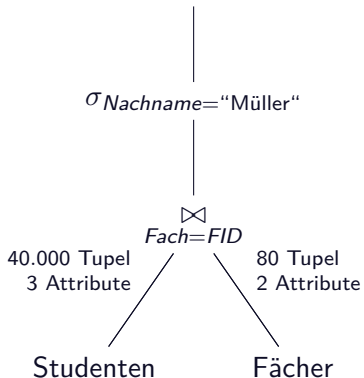 σNachname=“Müller“
⋈
Fach=FID
40.000 Tupel
3 Attribute
80 Tupel
2 Attribute
Studenten
Fächer